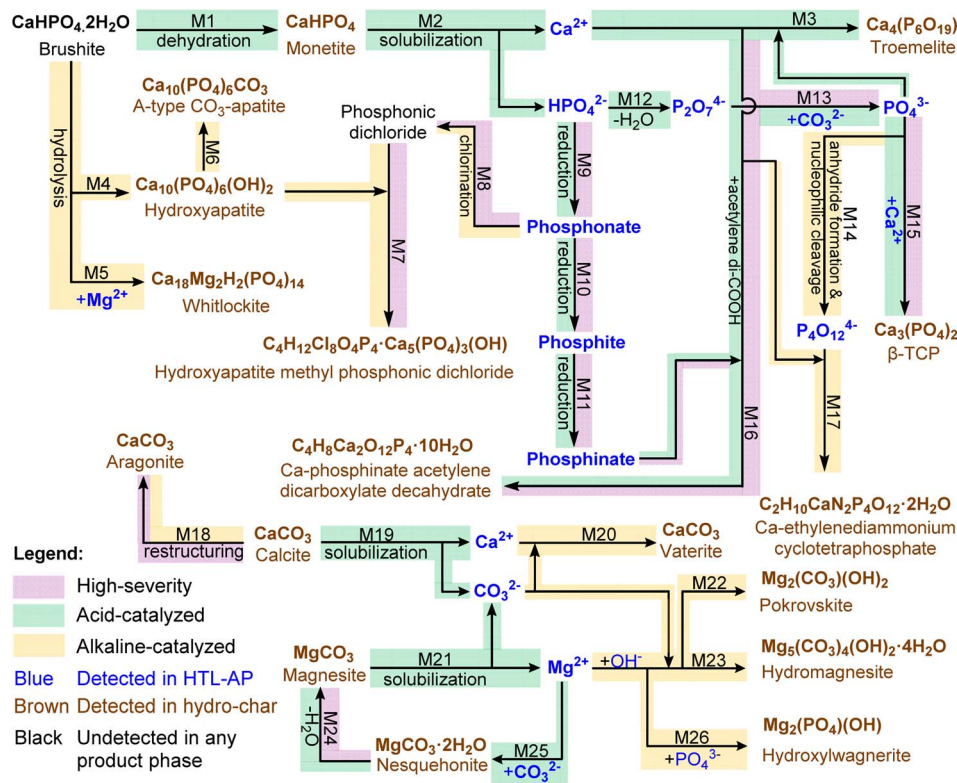 CaHPO₄.2H₂O
Brushite
M1
dehydration
CaHPO₄
Monetite
M2
solubilization
Ca²⁺
M3
Ca₄(P₆O₁₉)
Troemelite
Ca₁₀(PO₄)₆CO₃
A-type CO₃-apatite
HPO₄²⁻
M12
-H₂O
P₂O₇⁴⁻
M13
+CO₃²⁻
PO₄³⁻
hydrolysis
M6
Phosphonic
dichloride
M8
chlorination
M9
reduction
M4
Ca₁₀(PO₄)₆(OH)₂
Hydroxyapatite
Phosphonate
+acetylene di-COOH
anhydride formation &
nucleophilic cleavage
M14
+Ca²⁺
M15
M5
+Mg²⁺
Ca₁₈Mg₂H₂(PO₄)₁₄
Whitlockite
M7
M10
reduction
C₄H₁₂Cl₈O₄P₄·Ca₅(PO₄)₃(OH)
Hydroxyapatite methyl phosphonic dichloride
Phosphite
P₄O₁₂⁴⁻
Ca₃(PO₄)₂
β-TCP
M11
reduction
M16
M17
CaCO₃
Aragonite
C₄H₈Ca₂O₁₂P₄·10H₂O
Ca-phosphinate acetylene
dicarboxylate decahydrate
Phosphinate
C₂H₁₀CaN₂P₄O₁₂·2H₂O
Ca-ethylenediammonium
cyclotetraphosphate
M18
restructuring
CaCO₃
Calcite
M19
solubilization
Ca²⁺
M20
CaCO₃
Vaterite
CO₃²⁻
M22
Mg₂(CO₃)(OH)₂
Pokrovskite
MgCO₃
Magnesite
M21
solubilization
Mg²⁺
+OH⁻
M23
Mg₅(CO₃)₄(OH)₂·4H₂O
Hydromagnesite
M24
-H₂O
MgCO₃·2H₂O
Nesquehonite
M25
+CO₃²⁻
M26
+PO₄³⁻
Mg₂(PO₄)(OH)
Hydroxylwagnerite
Legend:
High-severity
Acid-catalyzed
Alkaline-catalyzed
Blue Detected in HTL-AP
Brown Detected in hydro-char
Black Undetected in any
product phase